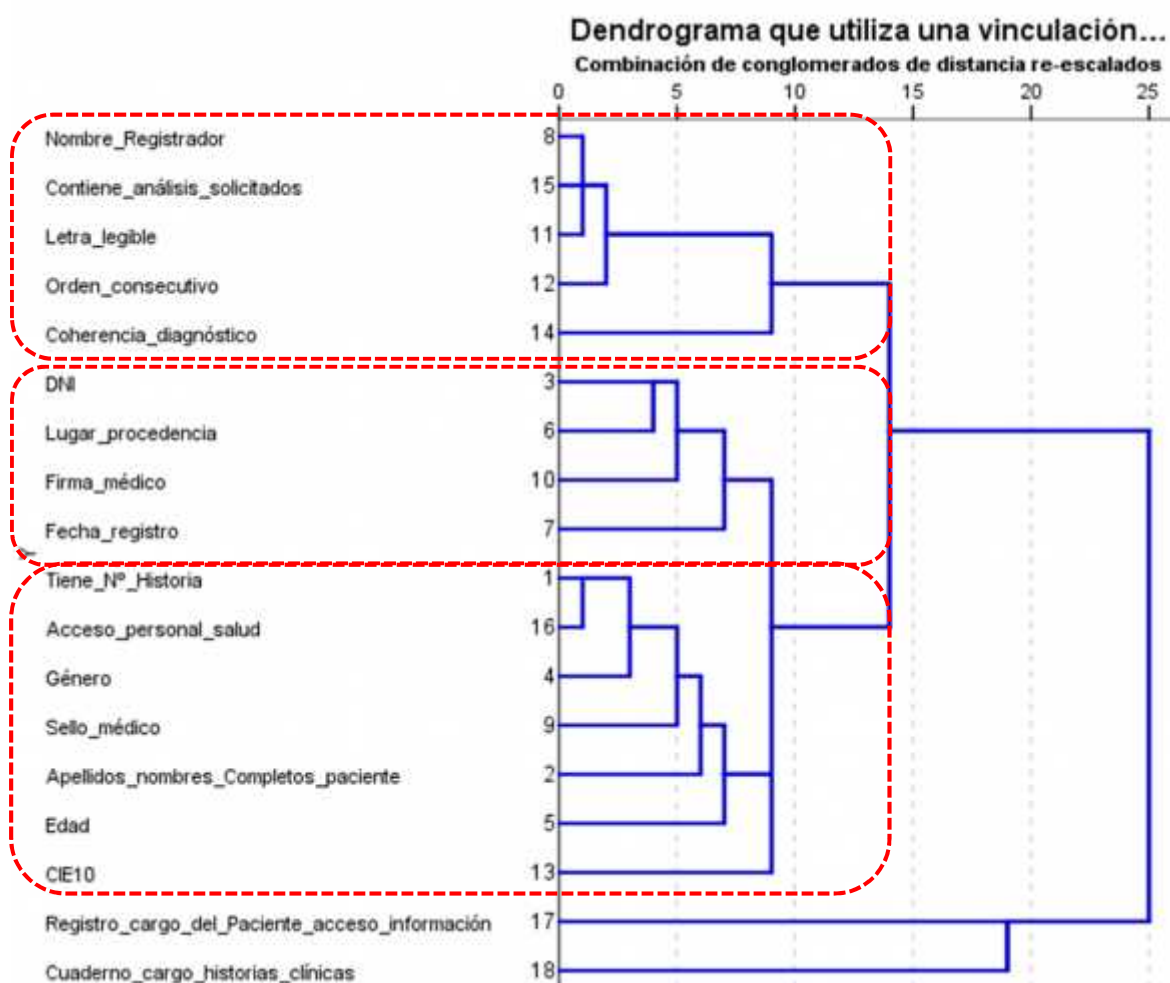 Dendrograma que utiliza una vinculación...
Combinación de conglomerados de distancia re-escalados
0 5 10 15 20 25
Nombre_Registrador 8
Contiene_análisis_solicitados 15
Letra_legible 11
Orden_consecutivo 12
Coherencia_diagnóstico 14
DNI 3
Lugar_procedencia 6
Firma_médico 10
Fecha_registro 7
Tiene_Nº_Historia 1
Acceso_personal_salud 16
Género 4
Sello_médico 9
Apellidos_nombres_Completos_paciente 2
Edad 5
CIE10 13
Registro_cargo_del_Paciente_acceso_información 17
Cuaderno_cargo_historias_clínicas 18